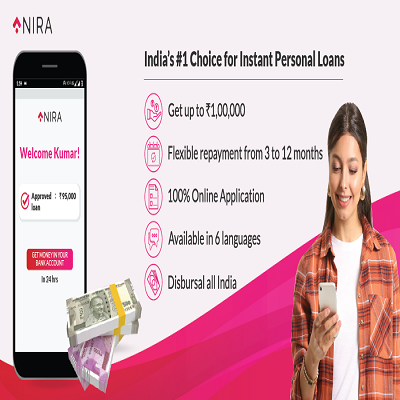 NIRA
India's #1 Choice for Instant Personal Loans
NIRA
Welcome Kumar!
Approved : ₹95,000
loan
GET MONEY IN YOUR
BANK ACCOUNT
In 24 hrs
Get up to ₹1,00,000
Flexible repayment from 3 to 12 months
100% Online Application
Available in 6 languages
Disbursal all India